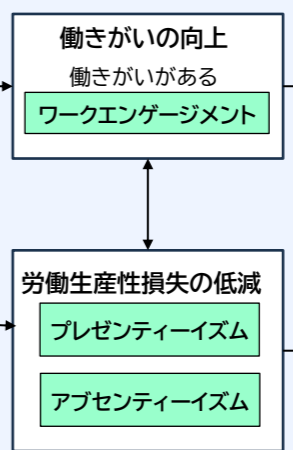 働きがいの向上
働きがいがある
ワークエンゲージメント
労働生産性損失の低減
プレゼンティーイズム
アブセンティーイズム